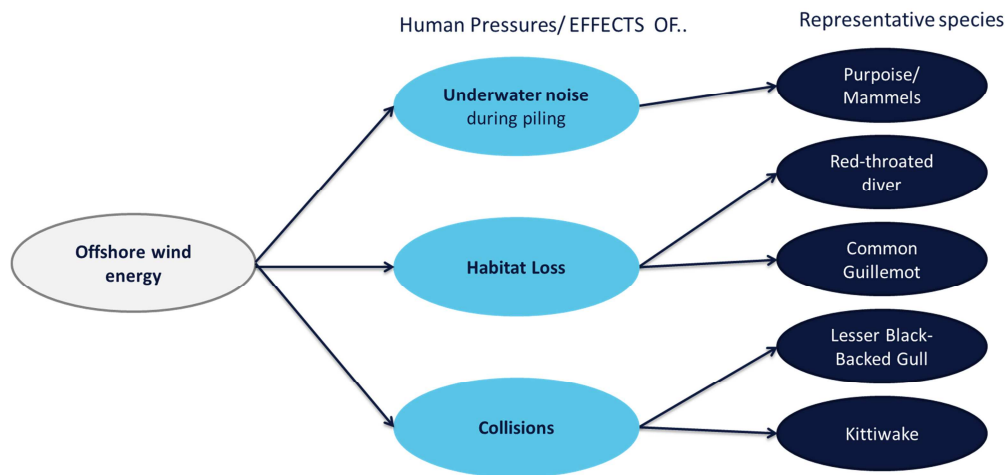 Human Pressures/ EFFECTS OF..
Representative species
Underwater noise
during piling
Purpoise/
Mammels
Red-throated
diver
Offshore wind
energy
Habitat Loss
Common
Guillemot
Lesser Black-
Backed Gull
Collisions
Kittiwake